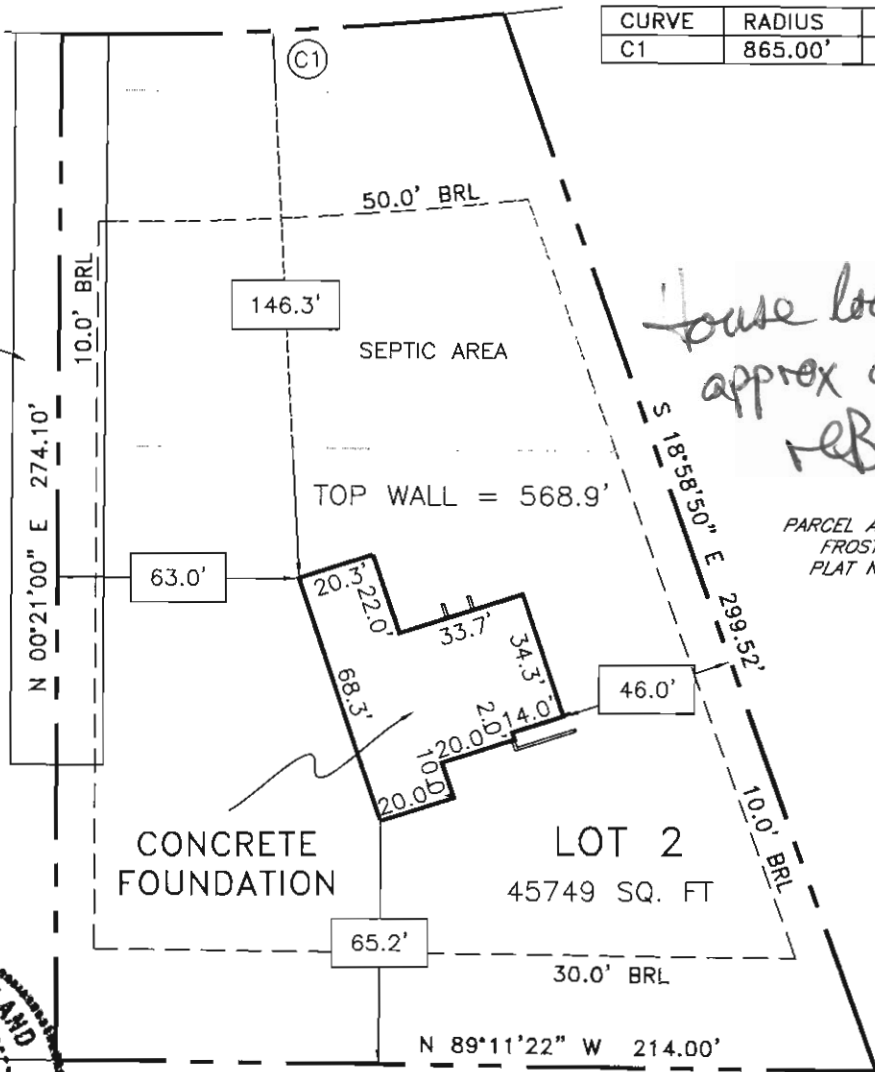 CURVE RADIUS
C1 865.00'
C1
50.0' BRL
10.0' BRL
146.3'
SEPTIC AREA
House
approx
S 18°58'50" E 299.52'
N 00°21'00" E 274.10'
TOP WALL = 568.9'
PARCEL
FROST
PLAT
63.0'
20.3'
22.0'
33.7'
34.3'
68.3'
46.0'
2.0'
14.0'
20.0'
10.0'
20.0'
10.0' BRL
CONCRETE
FOUNDATION
LOT 2
45749 SQ. FT
65.2'
30.0' BRL
N 89°11'22" W 214.00'
AND